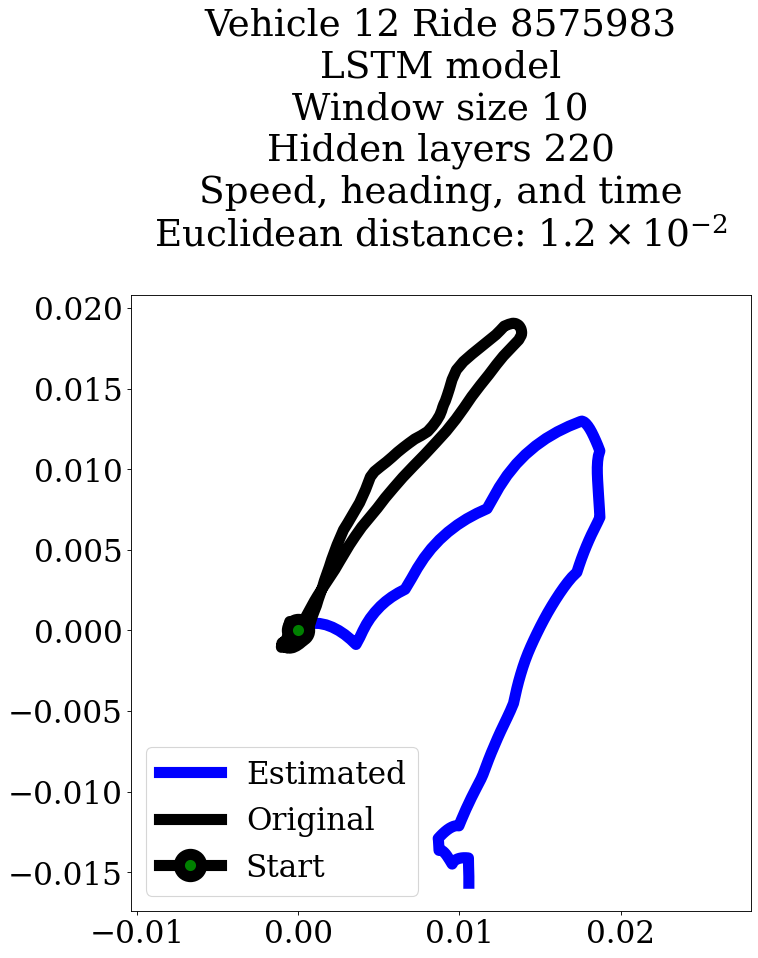 Vehicle 12 Ride 8575983
LSTM model
Window size 10
Hidden layers 220
Speed, heading, and time
Euclidean distance: 1.2 × 10⁻²
0.020
0.015
0.010
0.005
0.000
−0.005
−0.010
−0.015
Estimated
Original
Start
−0.01 0.00 0.01 0.02